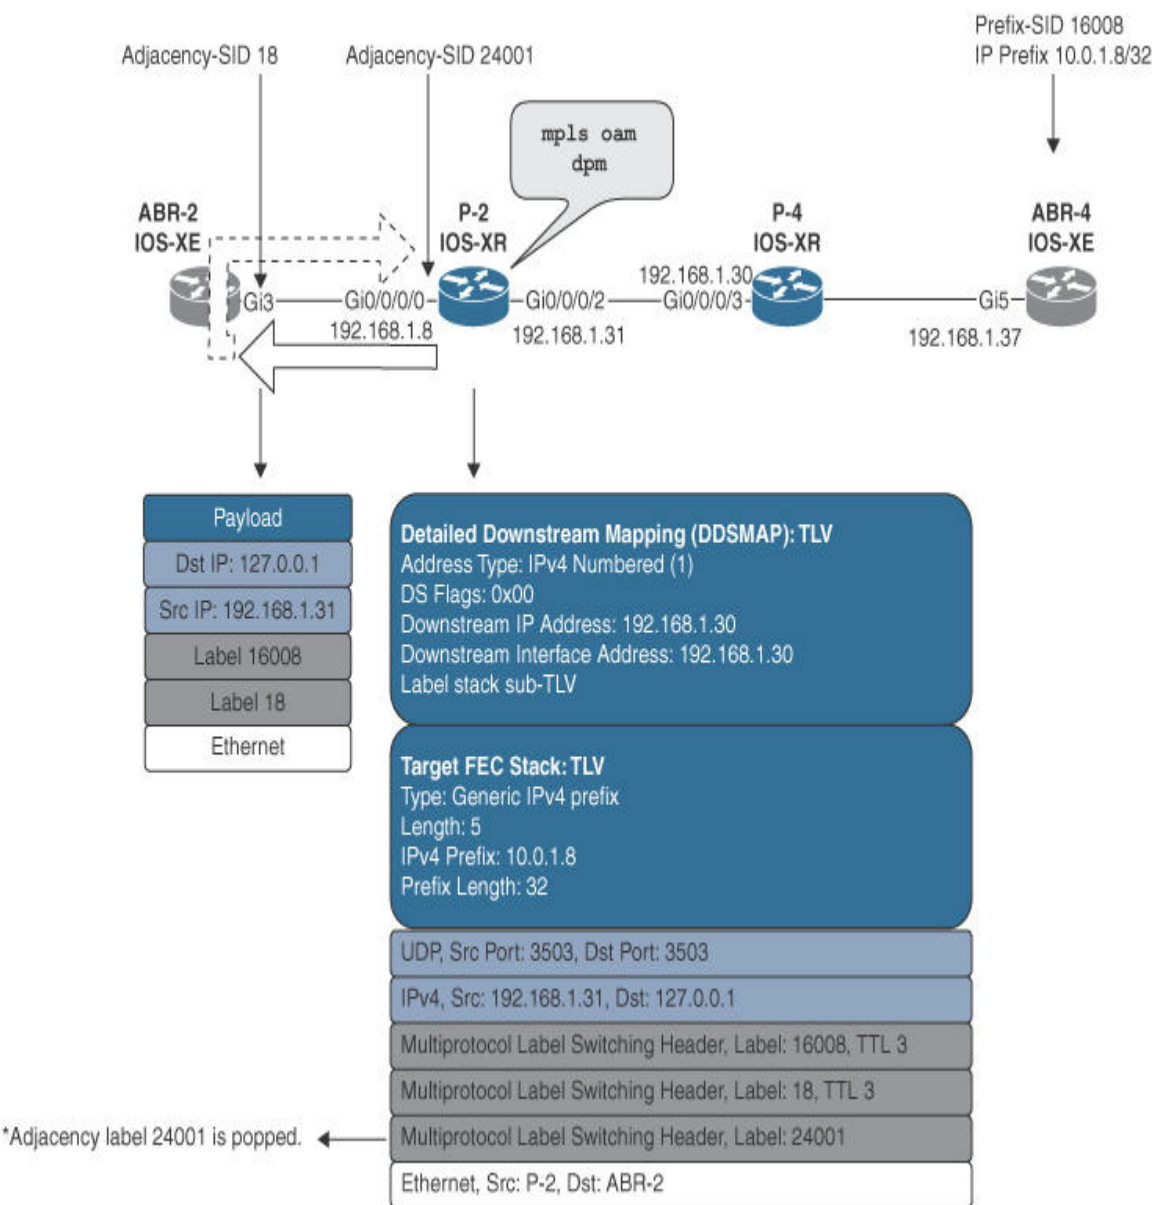 Prefix-SID 16008
IP Prefix 10.0.1.8/32
Adjacency-SID 18
Adjacency-SID 24001
mpls oam
dpm
ABR-2
IOS-XE
P-2
IOS-XR
P-4
IOS-XR
ABR-4
IOS-XE
192.168.1.30
Gi3
Gi0/0/0/0
Gi0/0/0/2
Gi0/0/0/3
Gi5
192.168.1.8
192.168.1.31
192.168.1.37
Payload
Dst IP: 127.0.0.1
Src IP: 192.168.1.31
Label 16008
Label 18
Ethernet
Detailed Downstream Mapping (DDSMAP): TLV
Address Type: IPv4 Numbered (1)
DS Flags: 0x00
Downstream IP Address: 192.168.1.30
Downstream Interface Address: 192.168.1.30
Label stack sub-TLV
Target FEC Stack: TLV
Type: Generic IPv4 prefix
Length: 5
IPv4 Prefix: 10.0.1.8
Prefix Length: 32
UDP, Src Port: 3503, Dst Port: 3503
IPv4, Src: 192.168.1.31, Dst: 127.0.0.1
Multiprotocol Label Switching Header, Label: 16008, TTL 3
Multiprotocol Label Switching Header, Label: 18, TTL 3
*Adjacency label 24001 is popped.
Multiprotocol Label Switching Header, Label: 24001
Ethernet, Src: P-2, Dst: ABR-2